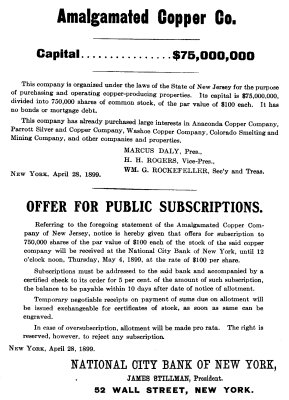 Amalgamated Copper Co.
Capital................$75,000,000
This company is organized under the laws of the State of New Jersey for the purpose
of purchasing and operating copper-producing properties. Its capital is $75,000,000,
divided into 750,000 shares of common stock, of the par value of $100 each. It has
no bonds or mortgage debt.
This company has already purchased large interests in Anaconda Copper Company,
Parrott Silver and Copper Company, Washoe Copper Company, Colorado Smelting and
Mining Company, and other companies and properties.
MARCUS DALY, Pres.,
H. H. ROGERS, Vice-Pres.,
WM. G. ROCKEFELLER, Sec'y and Treas.
New York, April 28, 1899.
OFFER FOR PUBLIC SUBSCRIPTIONS.
Referring to the foregoing statement of the Amalgamated Copper Com-
pany of New Jersey, notice is hereby given that offers for subscription to
750,000 shares of the par value of $100 each of the stock of the said copper
company will be received at the National City Bank of New York, until 12
o'clock noon, Thursday, May 4, 1899, at the rate of $100 per share.
Subscriptions must be addressed to the said bank and accompanied by a
certified check to its order for 5 per cent. of the amount of such subscription,
the balance to be payable within 10 days after date of notice of allotment.
Temporary negotiable receipts on payment of sums due on allotment will
be issued exchangeable for certificates of stock, as soon as same can be
engraved.
In case of oversubscription, allotment will be made pro rata. The right is
reserved, however, to reject any subscription.
New York, April 28, 1899.
NATIONAL CITY BANK OF NEW YORK,
JAMES STILLMAN, President.
52 WALL STREET, NEW YORK.